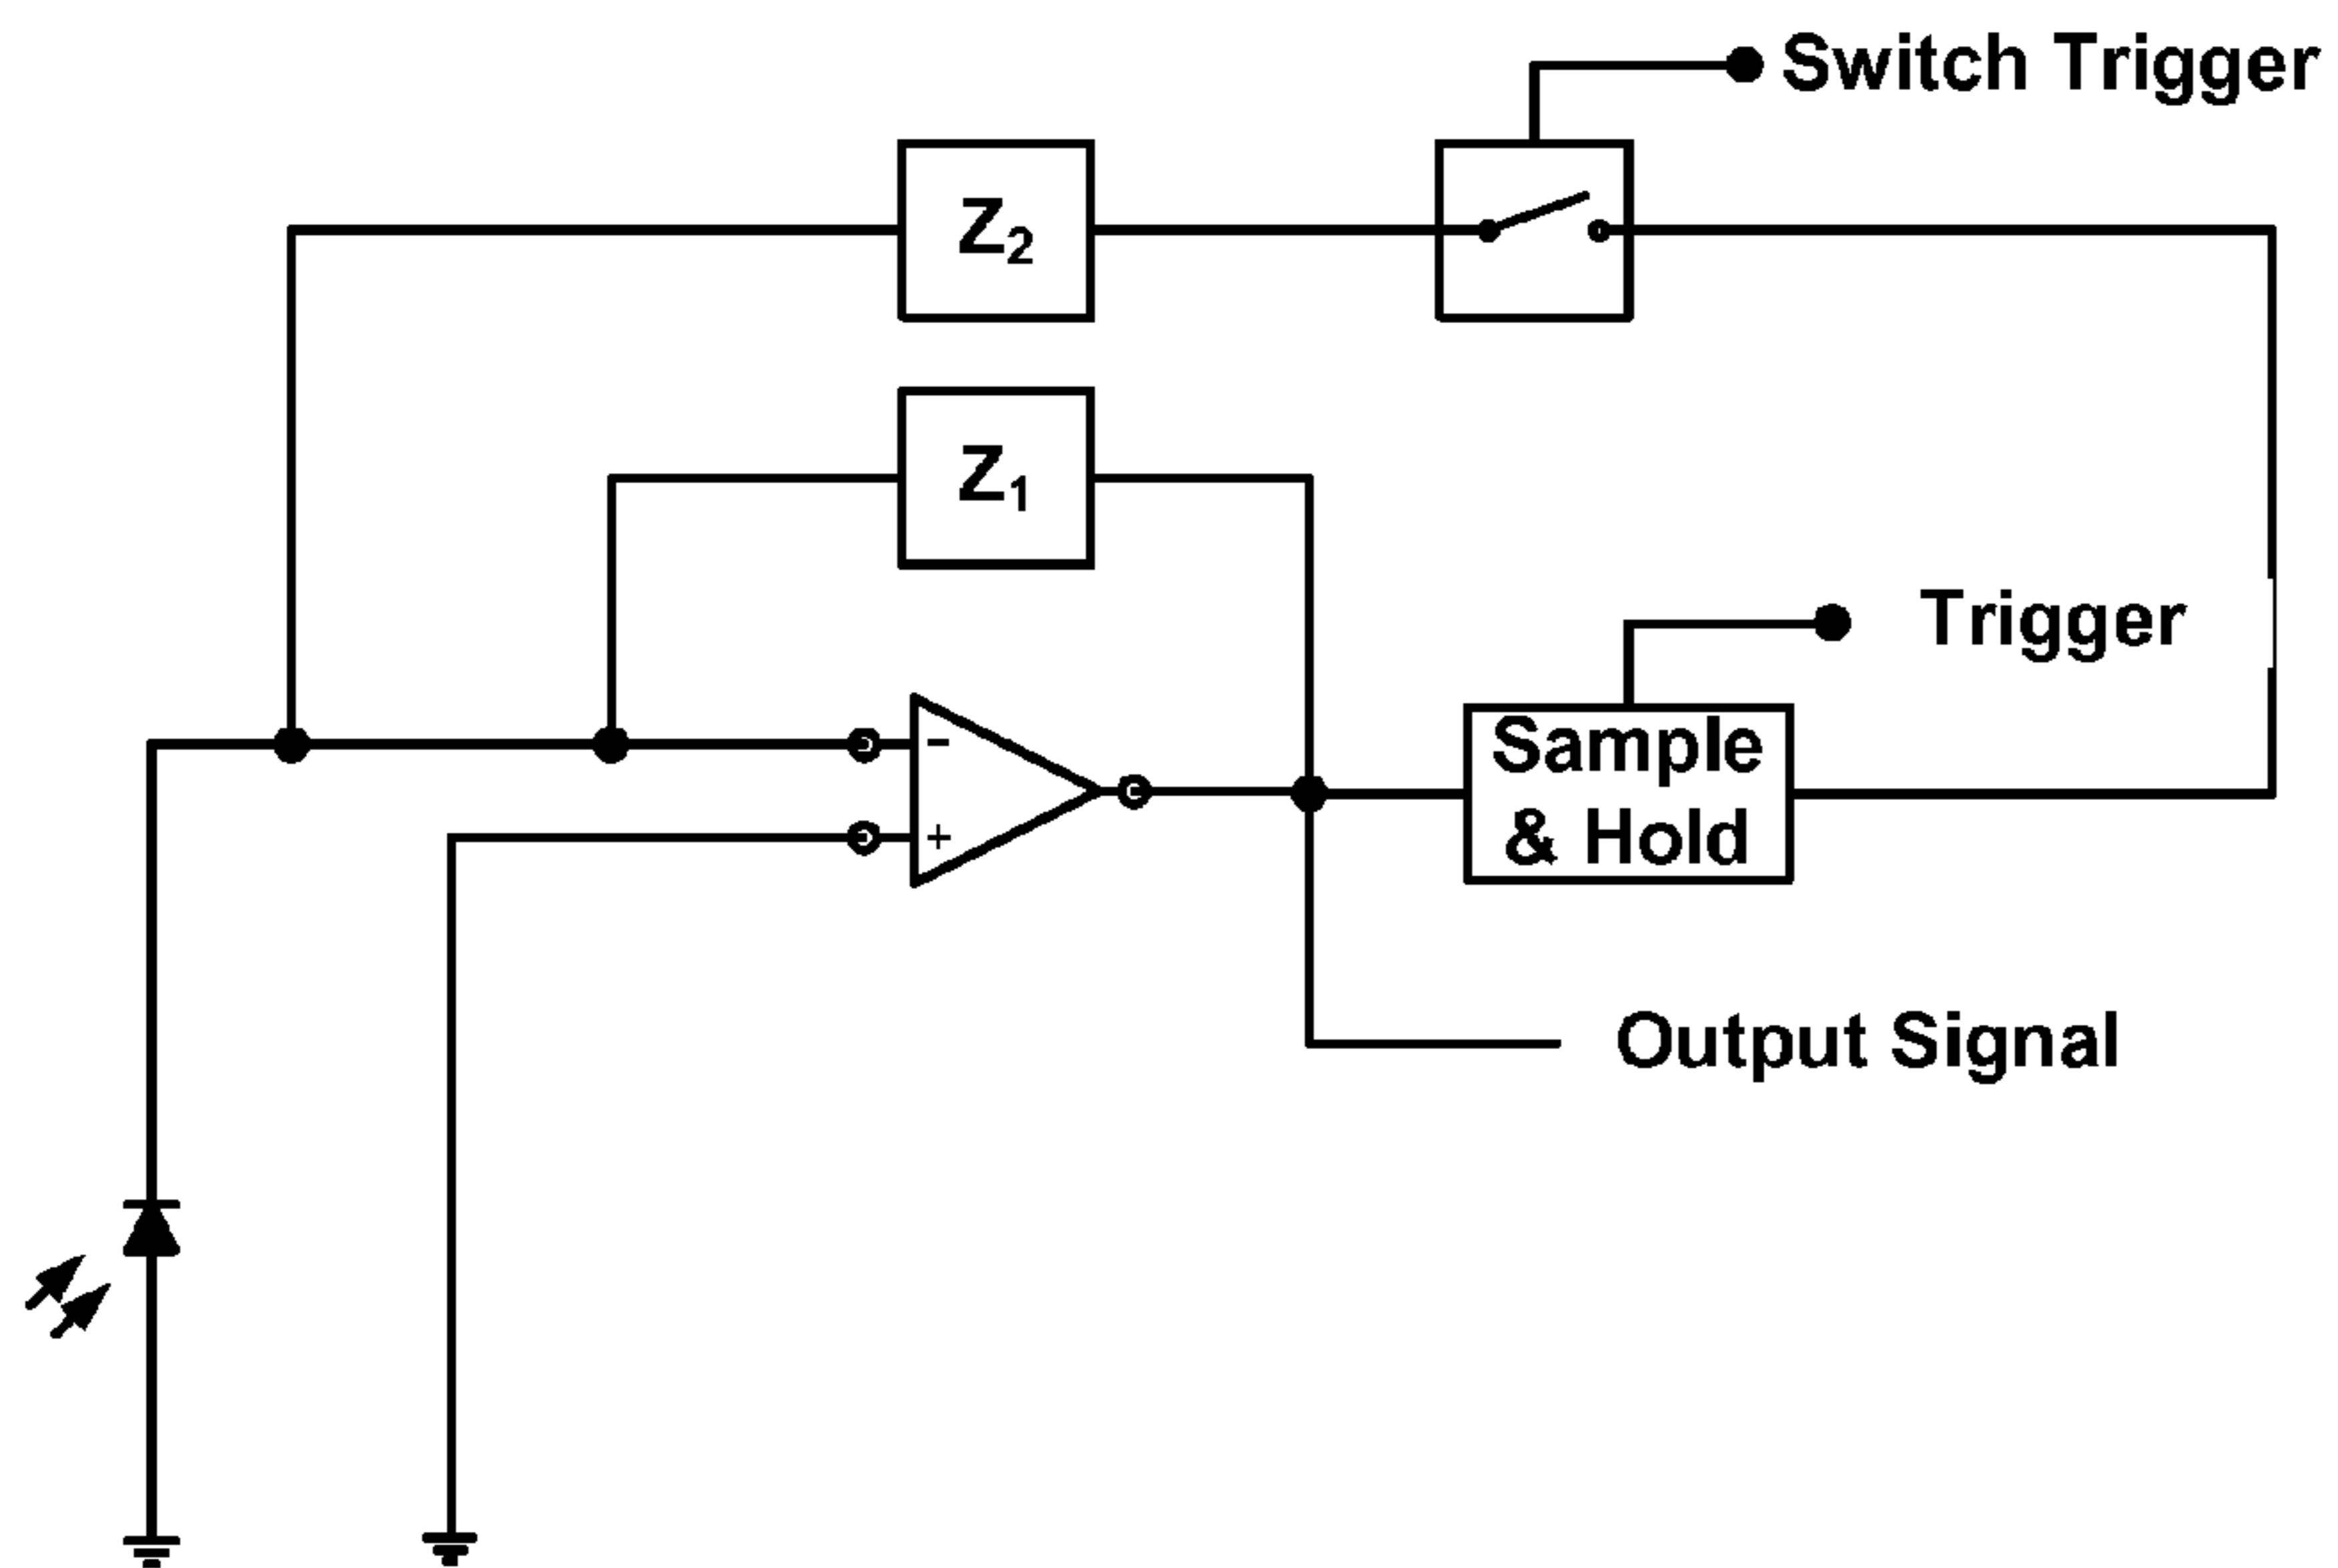 Switch Trigger
Z2
Z1
Trigger
-
+
Sample
& Hold
Output Signal